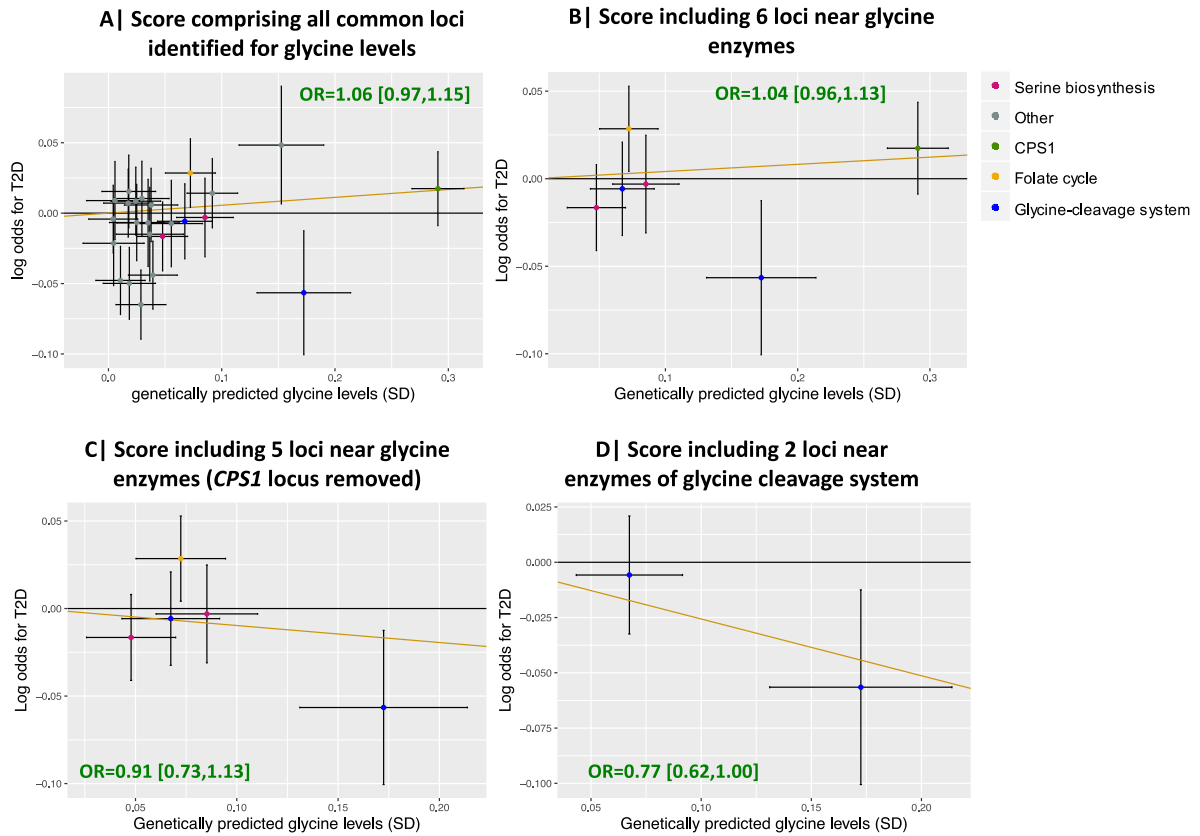 A| Score comprising all common loci
identified for glycine levels
OR=1.06 [0.97,1.15]
log odds for T2D
0.05
0.00
−0.05
−0.10
0.0
0.1
0.2
0.3
genetically predicted glycine levels (SD)
B| Score including 6 loci near glycine
enzymes
OR=1.04 [0.96,1.13]
Log odds for T2D
0.05
0.00
−0.05
−0.10
0.1
0.2
0.3
Genetically predicted glycine levels (SD)
Serine biosynthesis
Other
CPS1
Folate cycle
Glycine-cleavage system
C| Score including 5 loci near glycine
enzymes (CPS1 locus removed)
Log odds for T2D
0.05
0.00
−0.05
−0.10
OR=0.91 [0.73,1.13]
0.05
0.10
0.15
0.20
Genetically predicted glycine levels (SD)
D| Score including 2 loci near
enzymes of glycine cleavage system
Log odds for T2D
0.025
0.000
−0.025
−0.050
−0.075
−0.100
OR=0.77 [0.62,1.00]
0.05
0.10
0.15
0.20
Genetically predicted glycine levels (SD)